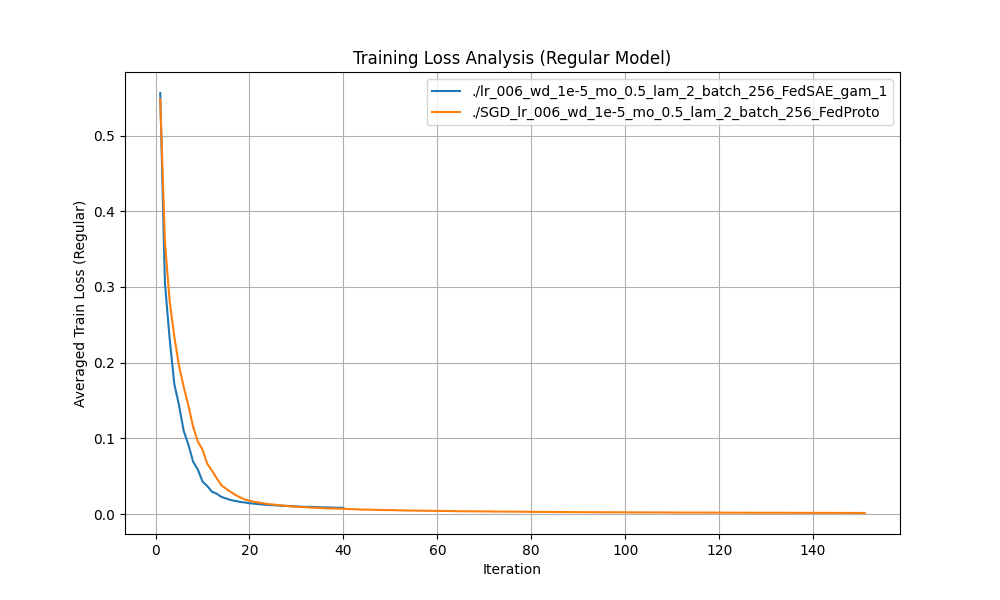 Training Loss Analysis (Regular Model)
./lr_006_wd_1e-5_mo_0.5_lam_2_batch_256_FedSAE_gam_1
./SGD_lr_006_wd_1e-5_mo_0.5_lam_2_batch_256_FedProto
Averaged Train Loss (Regular)
0.5
0.4
0.3
0.2
0.1
0.0
0 20 40 60 80 100 120 140
Iteration